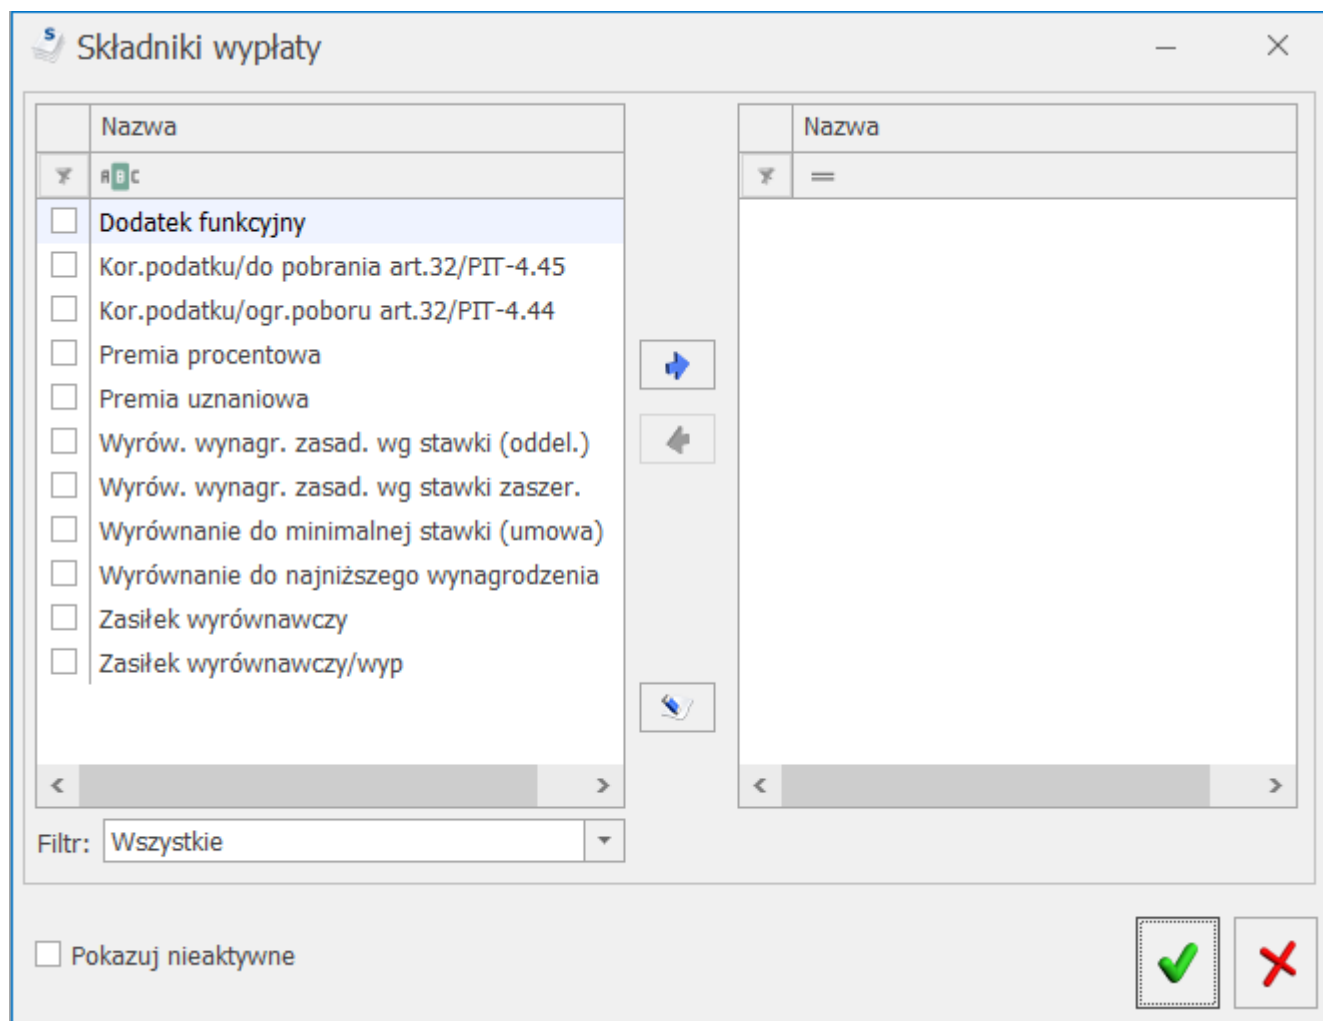 Składniki wypłaty
Nazwa
ABC
Dodatek funkcyjny
Kor.podatku/do pobrania art.32/PIT-4.45
Kor.podatku/ogr.poboru art.32/PIT-4.44
Premia procentowa
Premia uznaniowa
Wyrów. wynagr. zasad. wg stawki (oddel.)
Wyrów. wynagr. zasad. wg stawki zaszer.
Wyrównanie do minimalnej stawki (umowa)
Wyrównanie do najniższego wynagrodzenia
Zasiłek wyrównawczy
Zasiłek wyrównawczy/wyp
Nazwa
=
Filtr: Wszystkie
Pokazuj nieaktywne